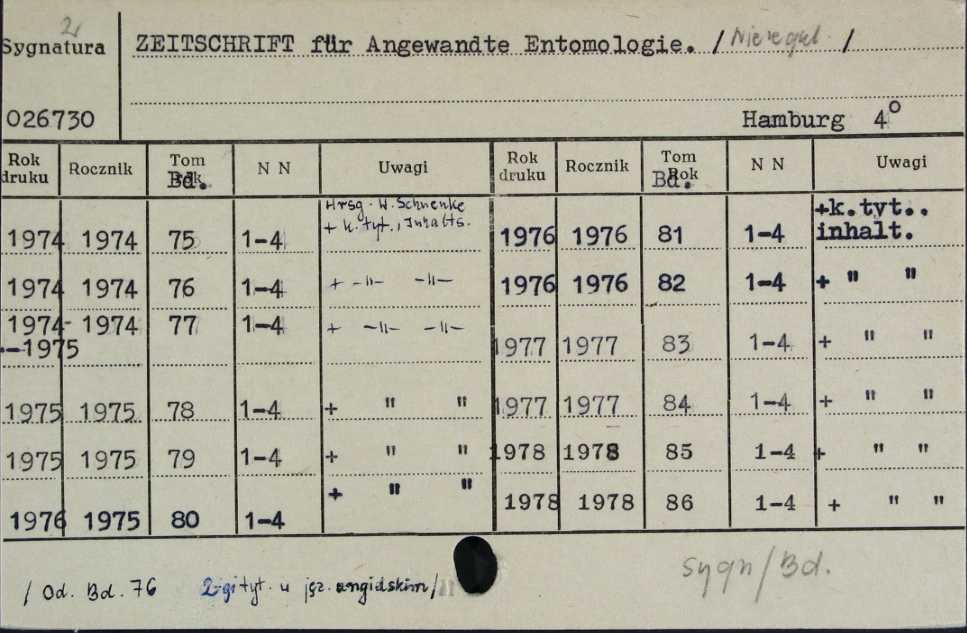 2
Sygnatura ZEITSCHRIFT für Angewandte Entomologie. / Nieregul. /
026730 Hamburg 4°
Rok druku Rocznik Tom Bd. N N Uwagi Rok druku Rocznik Tom Rok Bd. N N Uwagi
1974 1974 75 1-4 Hrsg. W. Schwenke + k. tyt., Inhalts. 1976 1976 81 1-4 +k.tyt.. inhalt.
1974 1974 76 1-4 + -"- -"- 1976 1976 82 1-4 + " "
1974- -1975 1974 77 1-4 + -"- -"- 1977 1977 83 1-4 + " "
1975 1975 78 1-4 + " " 1977 1977 84 1-4 + " "
1975 1975 79 1-4 + " " 1978 1978 85 1-4 + " "
1976 1975 80 1-4 + " " 1978 1978 86 1-4 + " "
sygn/Bd.
/ Od. Bd. 76 2-gi tyt. w jęz. angielskim/